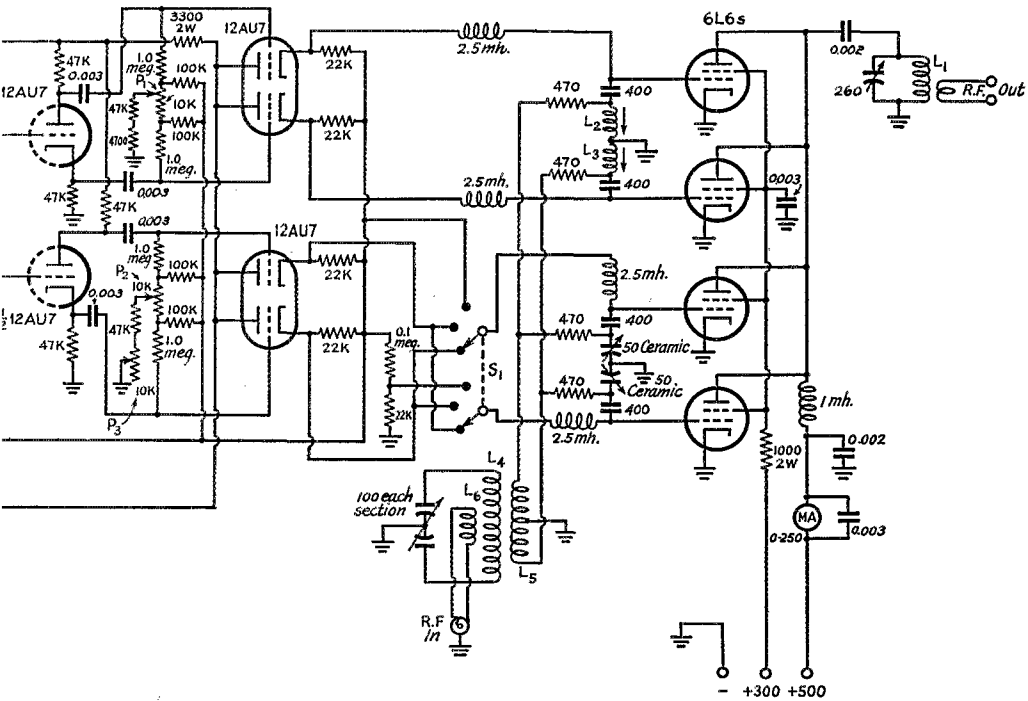 3300
2W
12AU7
6L6s
2.5mh.
0.002
1.0
meg.
47K
0.003
100K
22K
P1
12AU7
10K
47K
4700
100K
470
400
260
L1
R.F.
Out
L2
L3
22K
1.0
meg.
470
400
2.5mh.
0.003
47K
0.003
47K
0.003
12AU7
1.0
meg.
P2
100K
22K
2.5mh.
0.003
10K
100K
470
400
12AU7
47K
47K
1.0
meg.
22K
0.1
meg.
50 Ceramic
S1
470
50
Ceramic
10K
P3
22K
400
2.5mh.
1mh.
1000
2W
0.002
L4
100 each
section
L6
MA
0-250
0.003
L5
R.F
In
- +300 +500